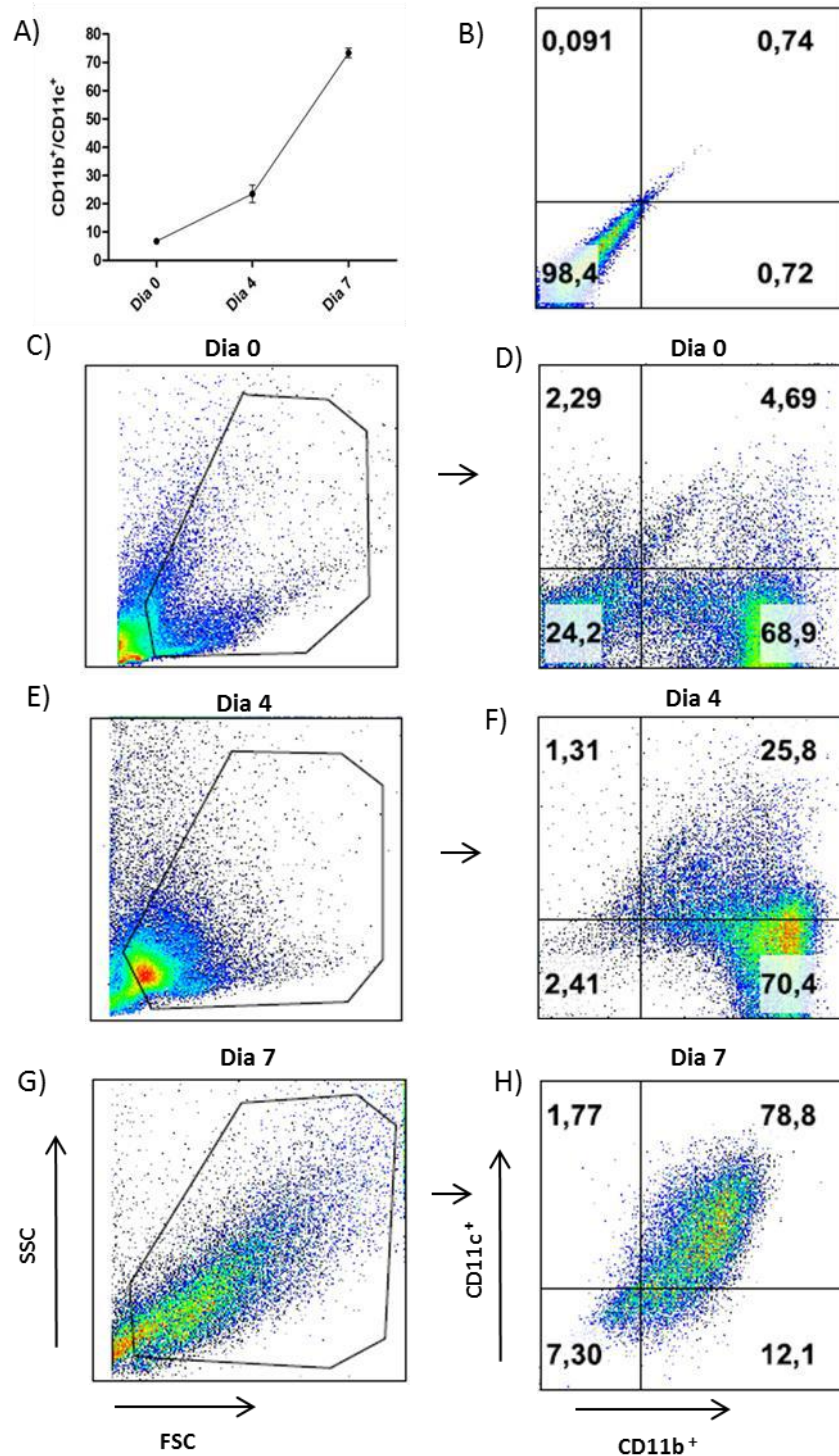 A)
80
70
60
50
40
30
20
10
0
CD11b⁺/CD11c⁺
Dia 0
Dia 4
Dia 7
B)
0,091
0,74
98,4
0,72
C)
Dia 0
D)
Dia 0
2,29
4,69
24,2
68,9
E)
Dia 4
F)
Dia 4
1,31
25,8
2,41
70,4
G)
Dia 7
SSC
FSC
H)
Dia 7
1,77
78,8
7,30
12,1
CD11c⁺
CD11b⁺